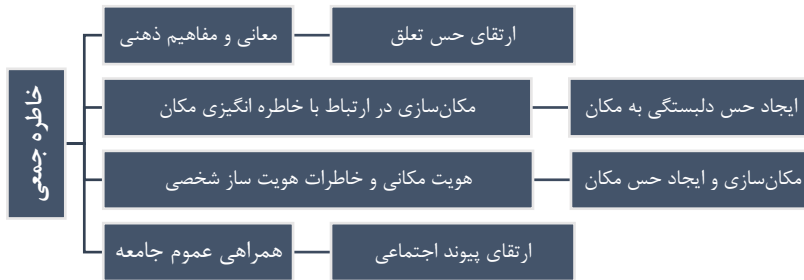 خاطره جمعی
معانی و مفاهیم ذهنی
ارتقای حس تعلق
مکان‌سازی در ارتباط با خاطره انگیزی مکان
ایجاد حس دلبستگی به مکان
هویت مکانی و خاطرات هویت ساز شخصی
مکان‌سازی و ایجاد حس مکان
همراهی عموم جامعه
ارتقای پیوند اجتماعی